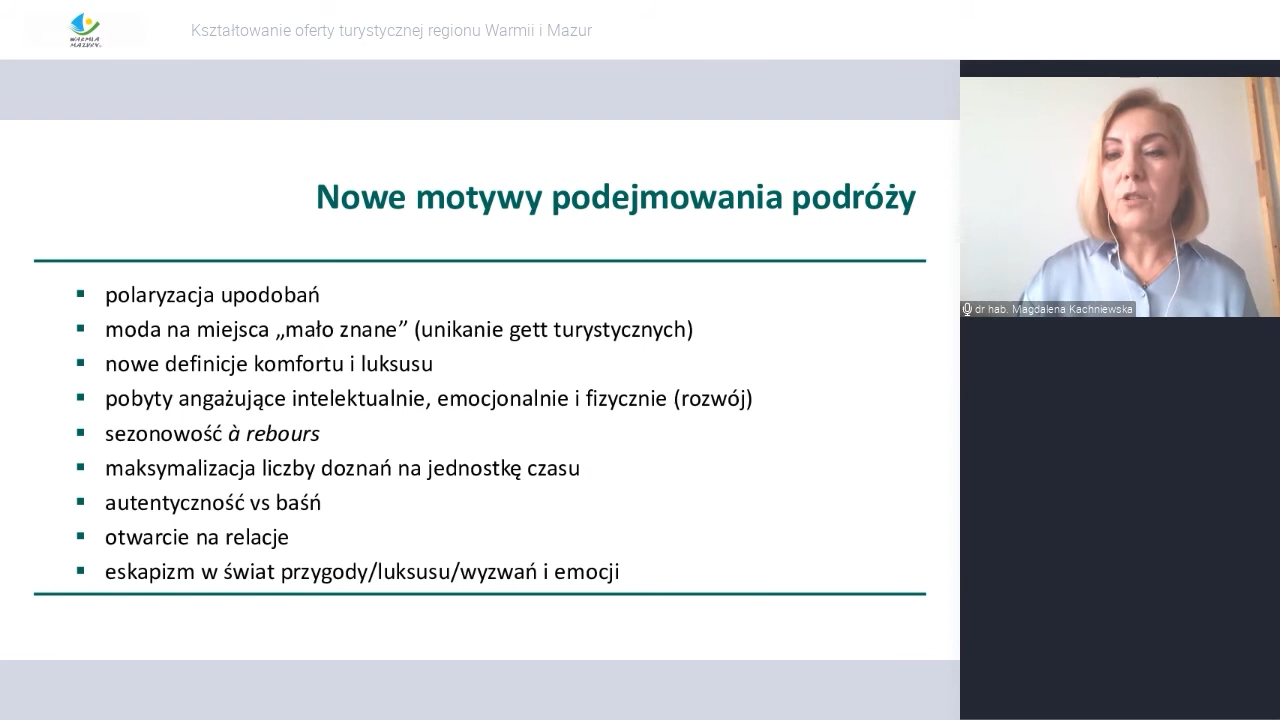 WARMIA
MAZURY
Kształtowanie oferty turystycznej regionu Warmii i Mazur
Nowe motywy podejmowania podróży
▪ polaryzacja upodobań
▪ moda na miejsca „mało znane” (unikanie gett turystycznych)
▪ nowe definicje komfortu i luksusu
▪ pobyty angażujące intelektualnie, emocjonalnie i fizycznie (rozwój)
▪ sezonowość à rebours
▪ maksymalizacja liczby doznań na jednostkę czasu
▪ autentyczność vs baśń
▪ otwarcie na relacje
▪ eskapizm w świat przygody/luksusu/wyzwań i emocji
dr hab. Magdalena Kachniewska